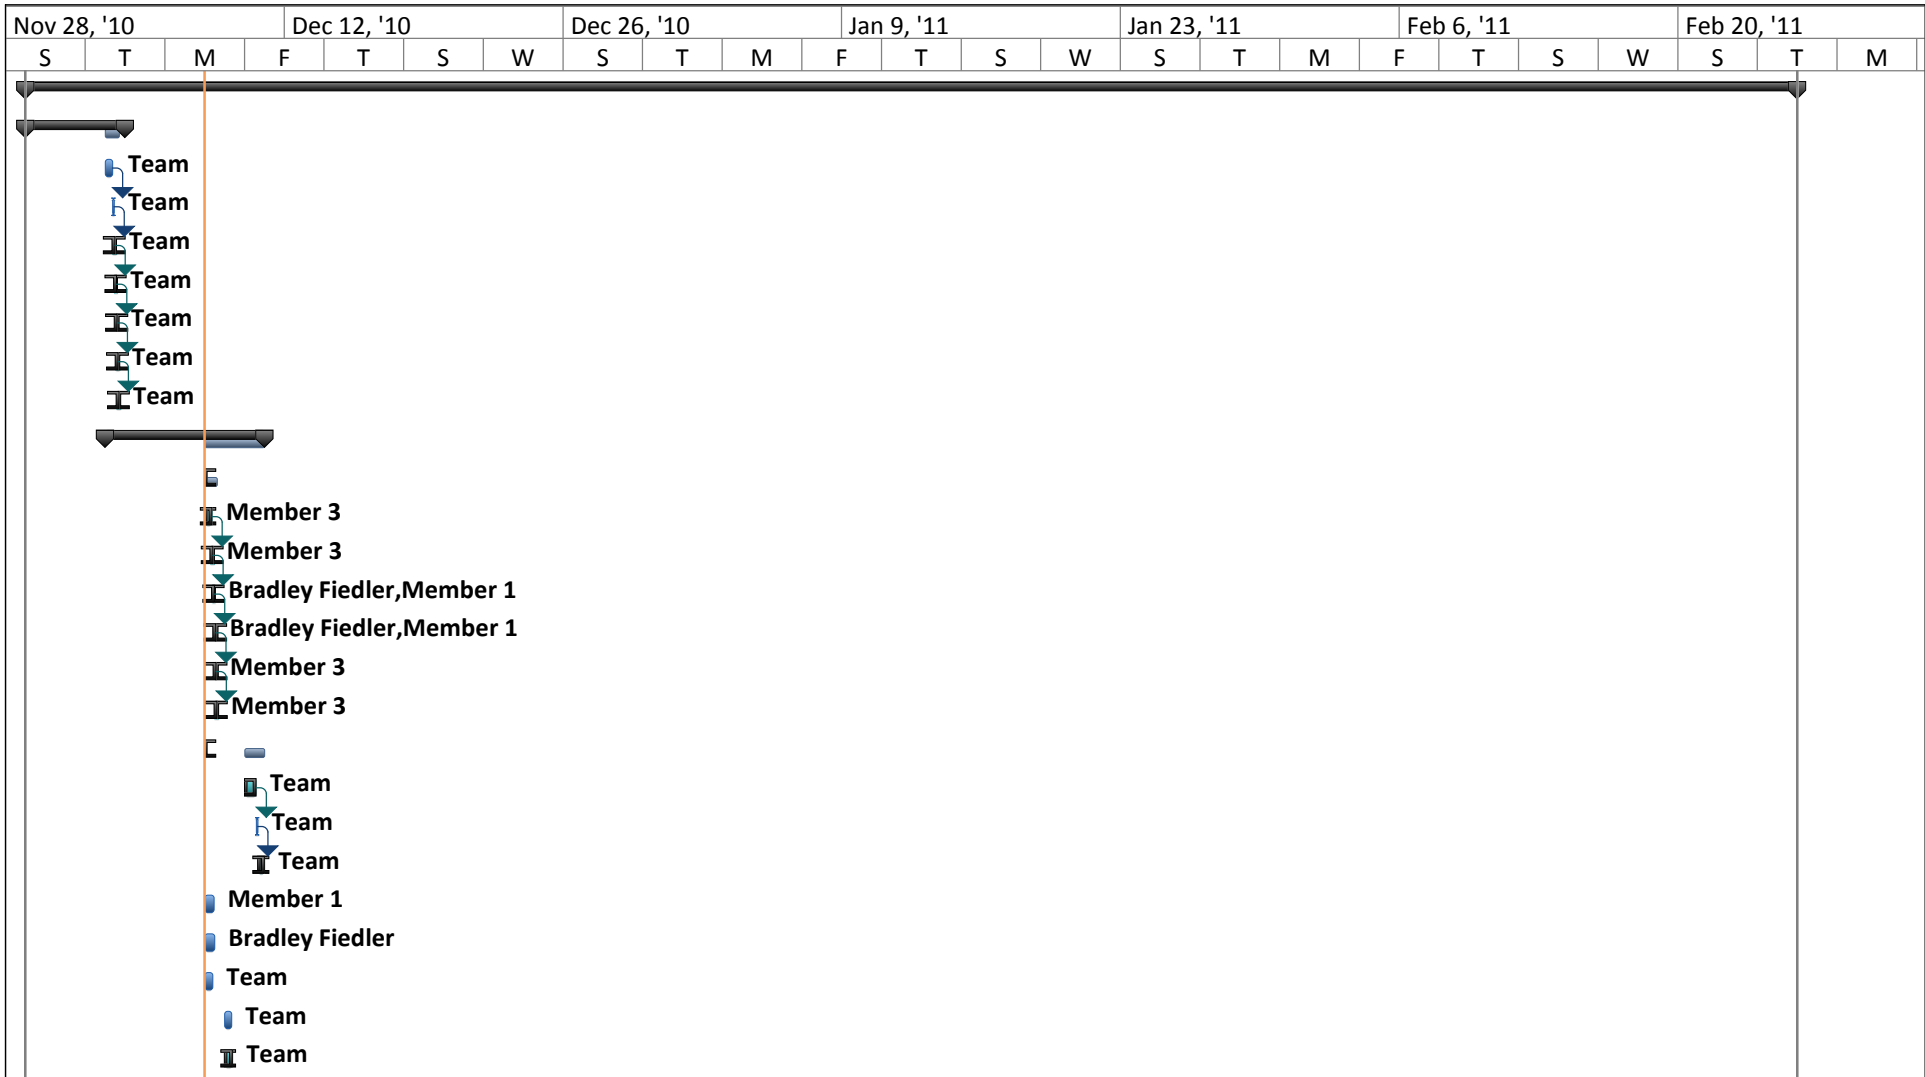 Nov 28, '10 Dec 12, '10 Dec 26, '10 Jan 9, '11 Jan 23, '11 Feb 6, '11 Feb 20, '11
S T M F T S W S T M F T S W S T M F T S W S T M
Team
Team
Team
Team
Team
Team
Team
Member 3
Member 3
Bradley Fiedler,Member 1
Bradley Fiedler,Member 1
Member 3
Member 3
Team
Team
Team
Member 1
Bradley Fiedler
Team
Team
Team